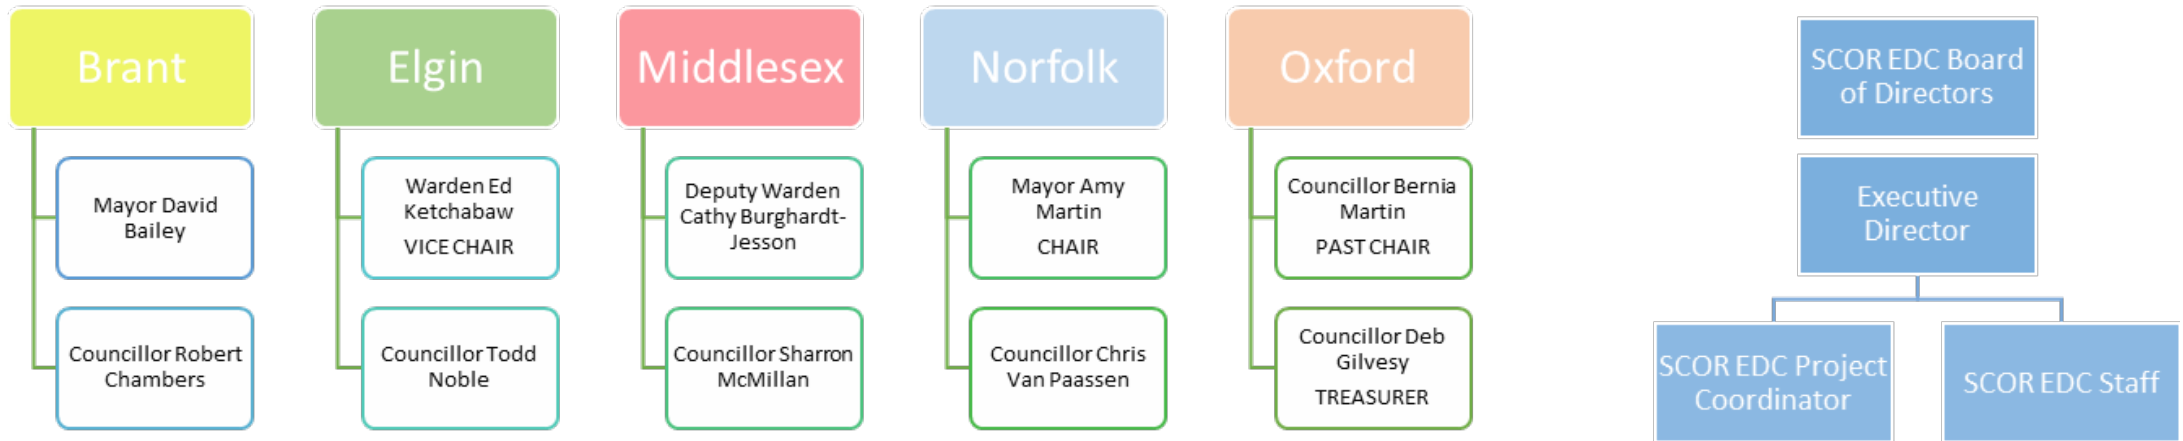 Brant
Mayor David
Bailey
Councillor Robert
Chambers
Elgin
Warden Ed
Ketchabaw
VICE CHAIR
Councillor Todd
Noble
Middlesex
Deputy Warden
Cathy Burghardt-
Jesson
Councillor Sharron
McMillan
Norfolk
Mayor Amy
Martin
CHAIR
Councillor Chris
Van Paassen
Oxford
Councillor Bernia
Martin
PAST CHAIR
Councillor Deb
Gilvesy
TREASURER
SCOR EDC Board
of Directors
Executive
Director
SCOR EDC Project
Coordinator
SCOR EDC Staff